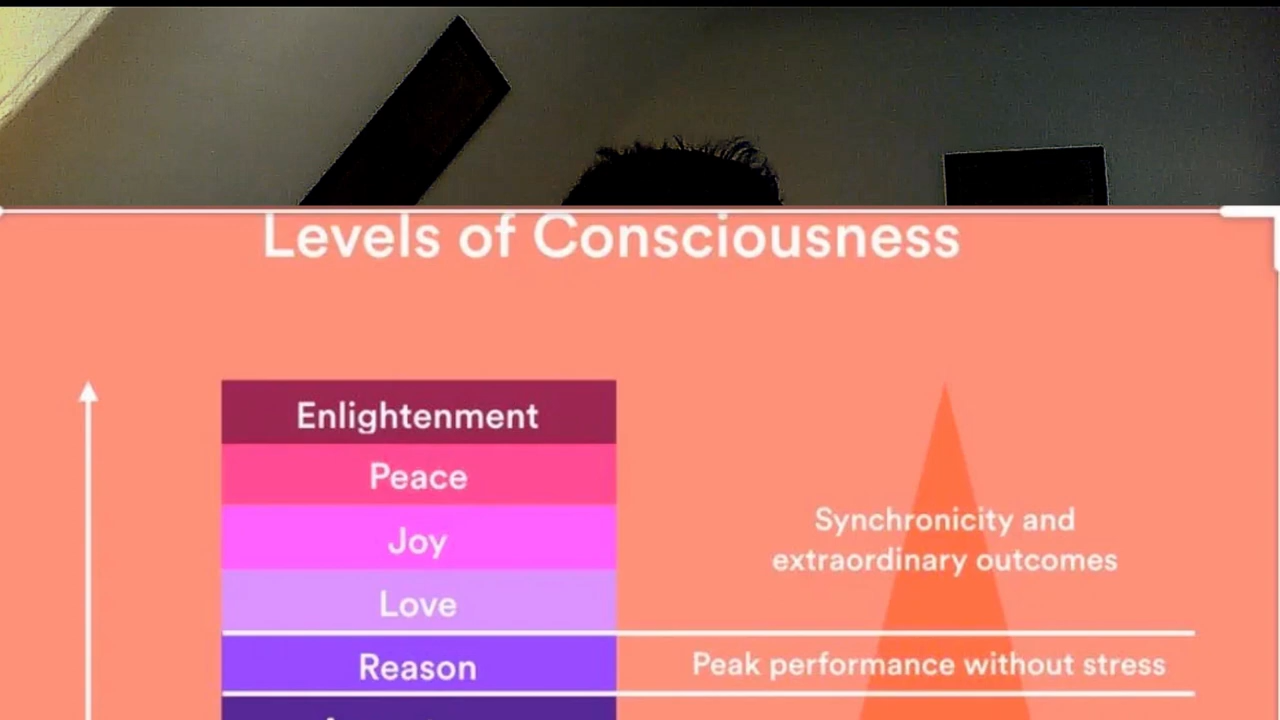 Levels of Consciousness
Enlightenment
Peace
Joy
Love
Reason
Synchronicity and
extraordinary outcomes
Peak performance without stress